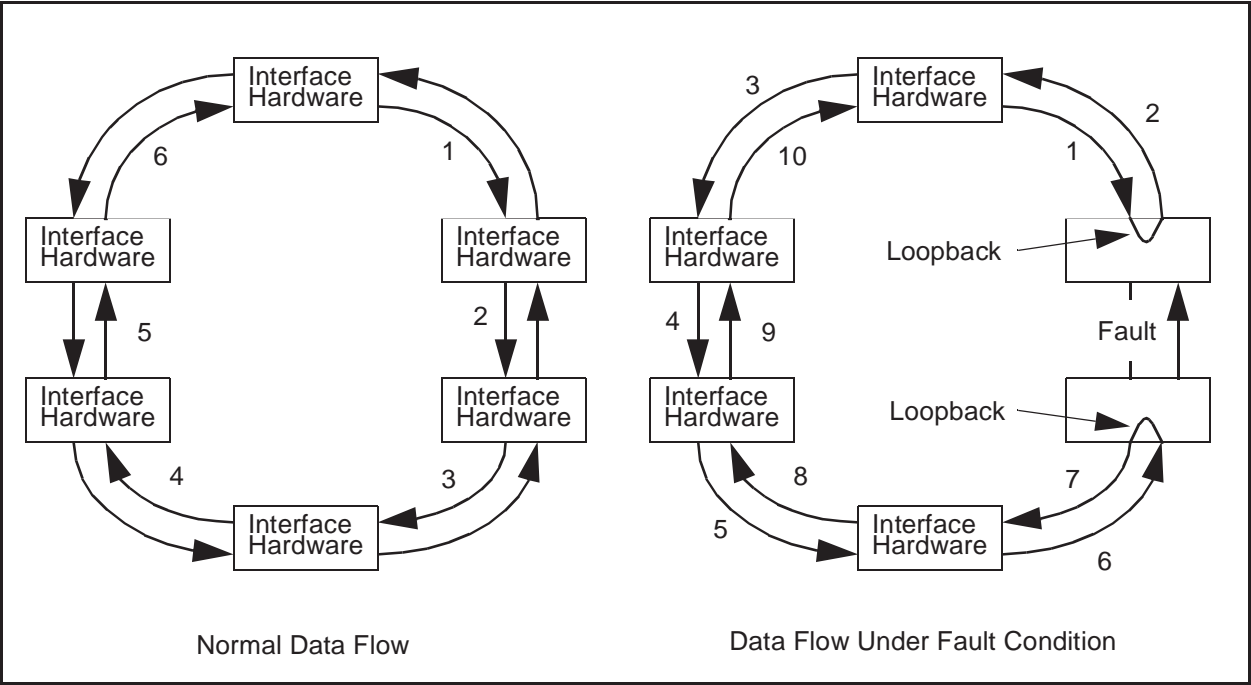 Interface
Hardware
6
1
Interface
Hardware
Interface
Hardware
5
2
Interface
Hardware
Interface
Hardware
4
3
Interface
Hardware
Normal Data Flow
Interface
Hardware
3
2
10
1
Interface
Hardware
Loopback
4
9
Fault
Interface
Hardware
Loopback
8
7
5
6
Interface
Hardware
Data Flow Under Fault Condition